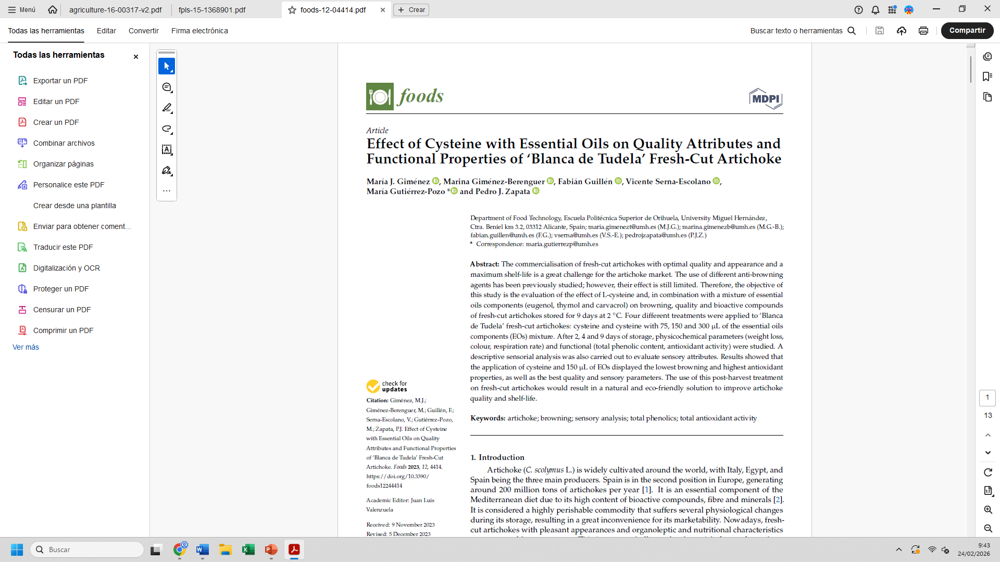 Menú
agriculture-16-00317-v2.pdf
fpls-15-1368901.pdf
foods-12-04414.pdf
Crear
Todas las herramientas
Editar
Convertir
Firma electrónica
Buscar texto o herramientas
Compartir
Todas las herramientas
Exportar un PDF
Editar un PDF
Crear un PDF
Combinar archivos
Organizar páginas
Personalice este PDF
Crear desde una plantilla
Enviar para obtener coment...
Traducir este PDF
Digitalización y OCR
Proteger un PDF
Censurar un PDF
Comprimir un PDF
Ver más
foods
MDPI
Article
Effect of Cysteine with Essential Oils on Quality Attributes and
Functional Properties of ‘Blanca de Tudela’ Fresh-Cut Artichoke
María J. Giménez, Marina Giménez-Berenguer, Fabián Guillén, Vicente Serna-Escolano,
María Gutiérrez-Pozo * and Pedro J. Zapata
Department of Food Technology, Escuela Politécnica Superior de Orihuela, University Miguel Hernández,
Ctra. Beniel km 3.2, 03312 Alicante, Spain; maria.gimenezt@umh.es (M.J.G.); marina.gimenezb@umh.es (M.G.-B.);
fabian.guillen@umh.es (F.G.); vserna@umh.es (V.S.-E.); pedrojzapata@umh.es (P.J.Z.)
* Correspondence: maria.gutierrezp@umh.es
Abstract: The commercialisation of fresh-cut artichokes with optimal quality and appearance and a
maximum shelf-life is a great challenge for the artichoke market. The use of different anti-browning
agents has been previously studied; however, their effect is still limited. Therefore, the objective of
this study is the evaluation of the effect of L-cysteine and, in combination with a mixture of essential
oils components (eugenol, thymol and carvacrol) on browning, quality and bioactive compounds
of fresh-cut artichokes stored for 9 days at 2 °C. Four different treatments were applied to ‘Blanca
de Tudela’ fresh-cut artichokes: cysteine and cysteine with 75, 150 and 300 µL of the essential oils
components (EOs) mixture. After 2, 4 and 9 days of storage, physicochemical parameters (weight loss,
colour, respiration rate) and functional (total phenolic content, antioxidant activity) were studied. A
descriptive sensorial analysis was also carried out to evaluate sensory attributes. Results showed that
the application of cysteine and 150 µL of EOs displayed the lowest browning and highest antioxidant
properties, as well as the best quality and sensory parameters. The use of this post-harvest treatment
on fresh-cut artichokes would result in a natural and eco-friendly solution to improve artichoke
quality and shelf-life.
Keywords: artichoke; browning; sensory analysis; total phenolics; total antioxidant activity
check for
updates
Citation: Giménez, M.J.;
Giménez-Berenguer, M.; Guillén, F.;
Serna-Escolano, V.; Gutiérrez-Pozo,
M.; Zapata, P.J. Effect of Cysteine
with Essential Oils on Quality
Attributes and Functional Properties
of ‘Blanca de Tudela’ Fresh-Cut
Artichoke. Foods 2023, 12, 4414.
https://doi.org/10.3390/
foods12244414
Academic Editor: Juan Luis
Valenzuela
Received: 9 November 2023
Revised: 5 December 2023
1. Introduction
Artichoke (C. scolymus L.) is widely cultivated around the world, with Italy, Egypt, and
Spain being the three main producers. Spain is in the second position in Europe, generating
around 200 million tons of artichokes per year [1]. It is an essential component of the
Mediterranean diet due to its high content of bioactive compounds, fibre and minerals [2].
It is considered a highly perishable commodity that suffers several physiological changes
during its storage, resulting in a great inconvenience for its marketability. Nowadays, fresh-
cut artichokes with pleasant appearances and organoleptic and nutritional characteristics
1
13
Buscar
9:43
24/02/2026